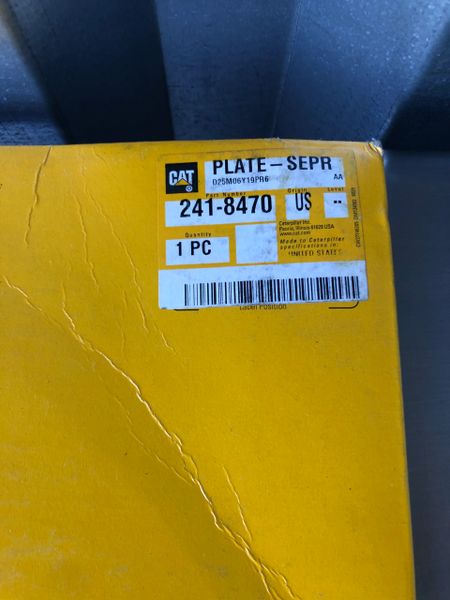 CAT
PLATE-SEPR
D25M06Y19PR6 AA
Part Number Origin Level
241-8470 US --
Caterpillar Inc.
Peoria, Illinois 61629 USA
www.cat.com
Quantity
1 PC
Made to Caterpillar
specifications in:
UNITED STATES
Label Position